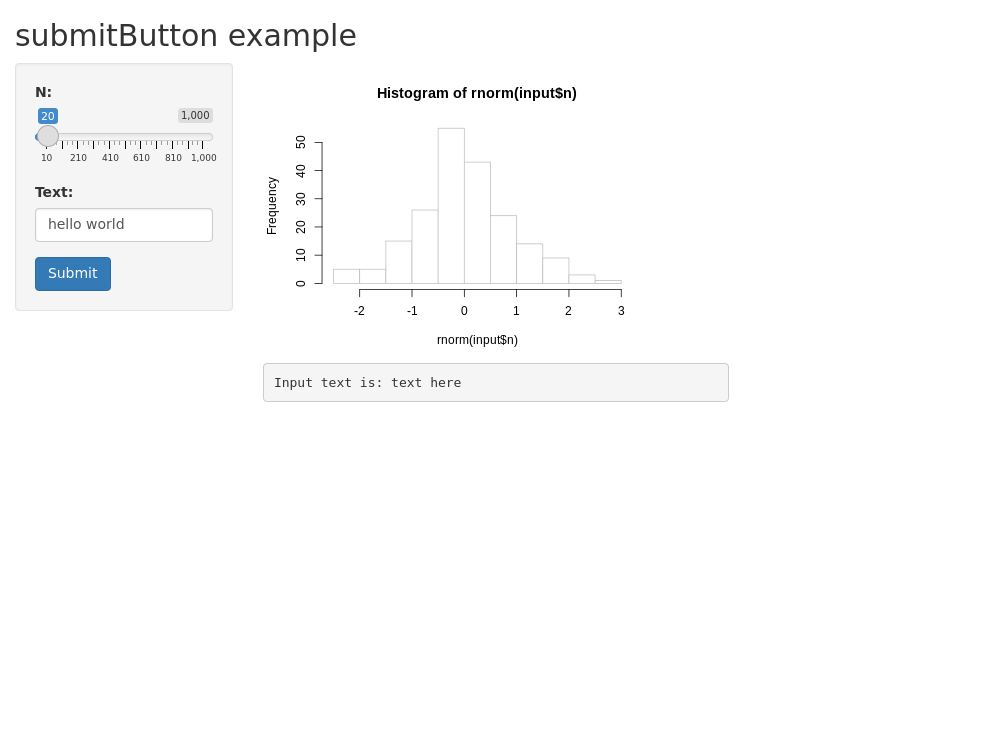 submitButton example
N:
20 1,000
10 210 410 610 810 1,000
Text:
hello world
Submit
Histogram of rnorm(input$n)
Frequency
50
40
30
20
10
0
-2 -1 0 1 2 3
rnorm(input$n)
Input text is: text here